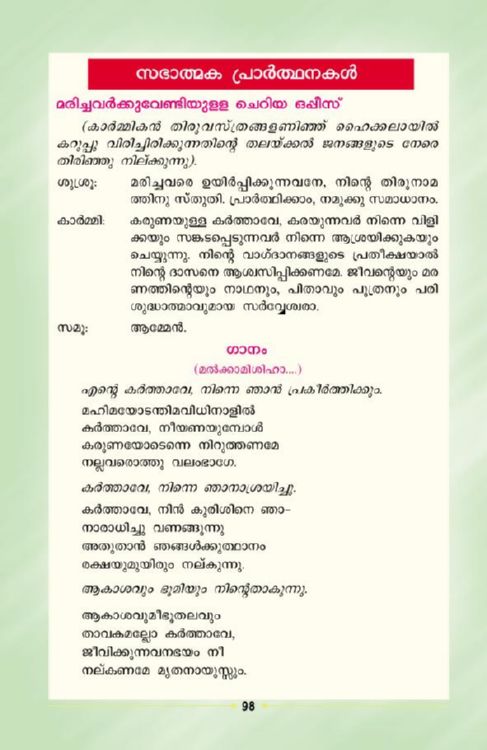 സഭാത്മക പ്രാർത്ഥനകൾ
മരിച്ചവർക്കുവേണ്ടിയുളള ചെറിയ ഒപ്പീസ്
(കാർമ്മികൻ തിരുവസ്ത്രങ്ങളണിഞ്ഞ് ഹൈക്കലായിൽ
കറുപ്പു വിരിച്ചിരിക്കുന്നതിന്റെ തലയ്ക്കൽ ജനങ്ങളുടെ നേരെ
തിരിഞ്ഞു നില്ക്കുന്നു).
ശുശ്രൂ: മരിച്ചവരെ ഉയിർപ്പിക്കുന്നവനേ, നിന്റെ തിരുനാമ
ത്തിനു സ്തുതി. പ്രാർത്ഥിക്കാം, നമുക്കു സമാധാനം.
കാർമ്മി: കരുണയുള്ള കർത്താവേ, കരയുന്നവർ നിന്നെ വിളി
ക്കയും സങ്കടപ്പെടുന്നവർ നിന്നെ ആശ്രയിക്കുകയും
ചെയ്യുന്നു. നിന്റെ വാഗ്ദാനങ്ങളുടെ പ്രതീക്ഷയാൽ
നിന്റെ ദാസനെ ആശ്വസിപ്പിക്കണമേ. ജീവന്റെയും മര
ണത്തിന്റെയും നാഥനും, പിതാവും പുത്രനും പരി
ശുദ്ധാത്മാവുമായ സർവ്വേശ്വരാ.
സമൂ: ആമ്മേൻ.
ഗാനം
(മൽക്കാമിശിഹാ....)
എന്റെ കർത്താവേ, നിന്നെ ഞാൻ പ്രകീർത്തിക്കും.
മഹിമയോടന്തിമവിധിനാളിൽ
കർത്താവേ, നീയണയുമ്പോൾ
കരുണയോടെന്നെ നിറുത്തണമേ
നല്ലവരൊത്തു വലംഭാഗേ.
കർത്താവേ, നിന്നെ ഞാനാശ്രയിച്ചു.
കർത്താവേ, നിൻ കുരിശിനെ ഞാ–
നാരാധിച്ചു വണങ്ങുന്നു
അതുതാൻ ഞങ്ങൾക്കുത്ഥാനം
രക്ഷയുമുയിരും നല്കുന്നു.
ആകാശവും ഭൂമിയും നിന്റെതാകുന്നു.
ആകാശവുമീഭൂതലവും
താവകമല്ലോ കർത്താവേ,
ജീവിക്കുന്നവനഭയം നീ
നല്കണമേ മൃതനായുസ്സും.
98